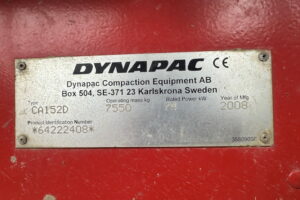 DYNAPAC CE
Dynapac Compaction Equipment AB
Box 504, SE-371 23 Karlskrona Sweden
Type Operating mass kg Rated Power kW Year of Mfg
CA152D 7550 2008
Product Identification Number
*64222408*